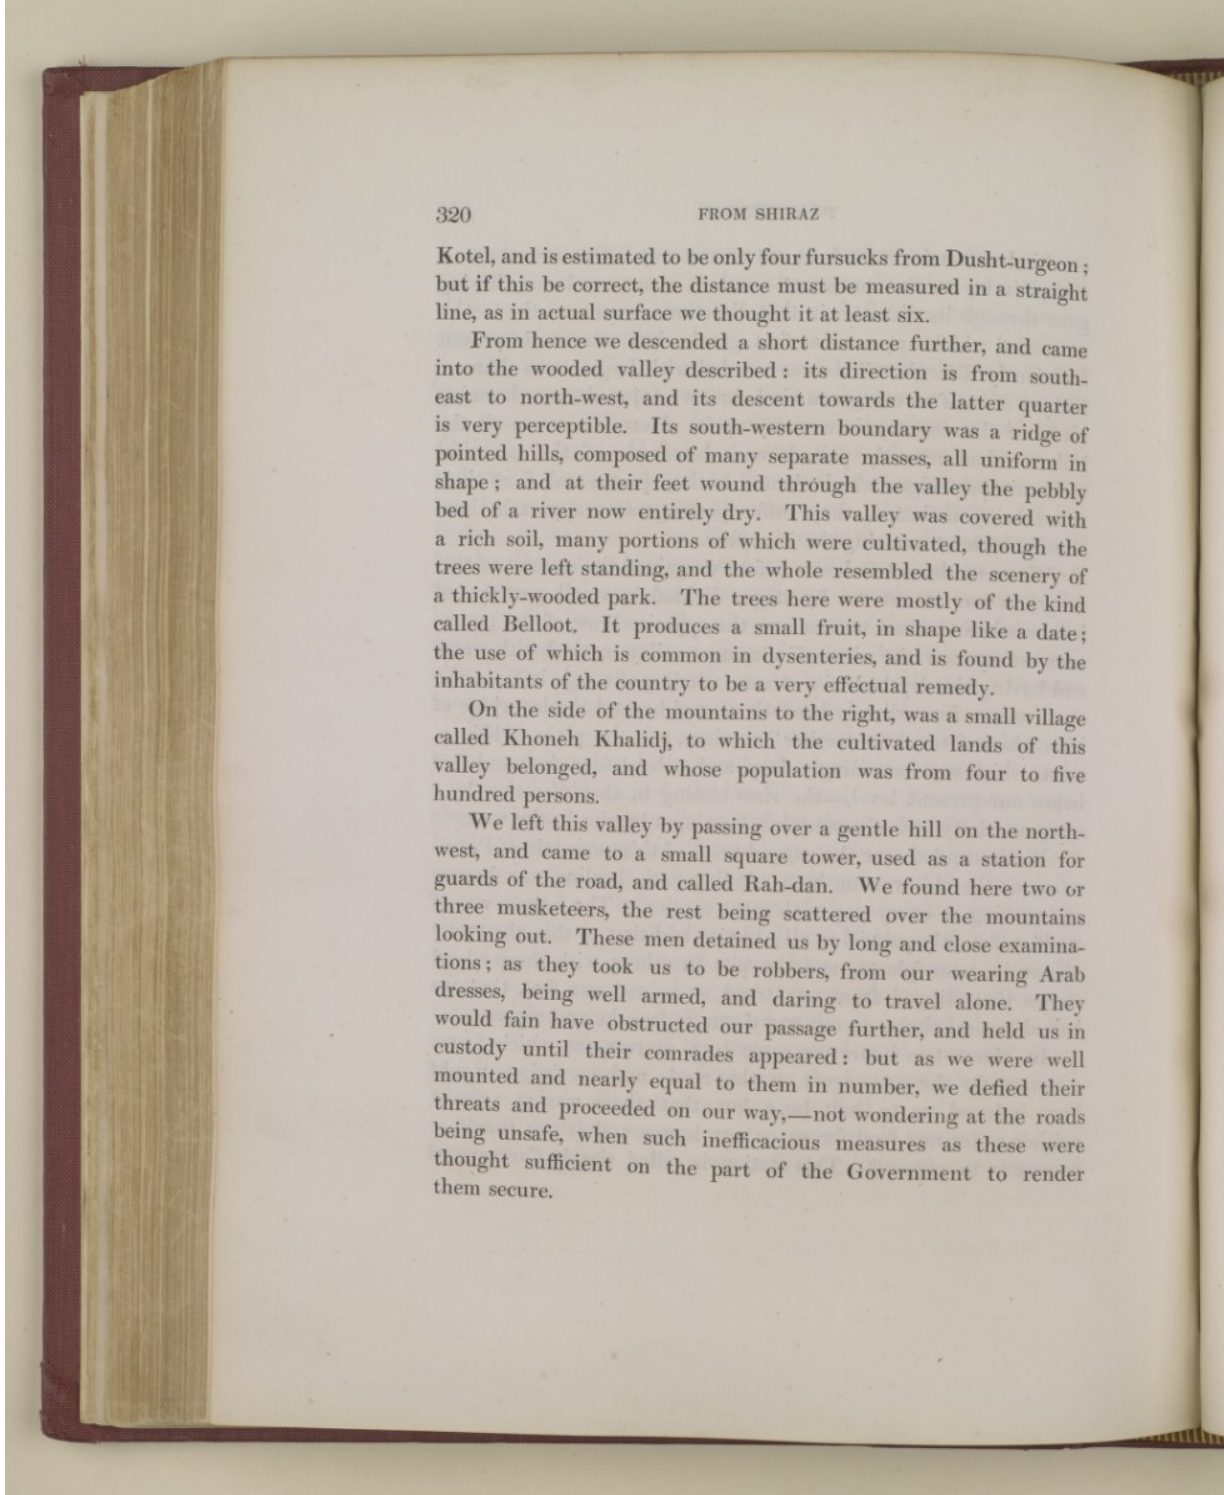 320 FROM SHIRAZ
Kotel, and is estimated to be only four fursucks from Dusht-urgeon;
but if this be correct, the distance must be measured in a straight
line, as in actual surface we thought it at least six.
From hence we descended a short distance further, and came
into the wooded valley described: its direction is from south-
east to north-west, and its descent towards the latter quarter
is very perceptible. Its south-western boundary was a ridge of
pointed hills, composed of many separate masses, all uniform in
shape; and at their feet wound through the valley the pebbly
bed of a river now entirely dry. This valley was covered with
a rich soil, many portions of which were cultivated, though the
trees were left standing, and the whole resembled the scenery of
a thickly-wooded park. The trees here were mostly of the kind
called Belloot. It produces a small fruit, in shape like a date;
the use of which is common in dysenteries, and is found by the
inhabitants of the country to be a very effectual remedy.
On the side of the mountains to the right, was a small village
called Khoneh Khalidj, to which the cultivated lands of this
valley belonged, and whose population was from four to five
hundred persons.
We left this valley by passing over a gentle hill on the north-
west, and came to a small square tower, used as a station for
guards of the road, and called Rah-dan. We found here two or
three musketeers, the rest being scattered over the mountains
looking out. These men detained us by long and close examina-
tions; as they took us to be robbers, from our wearing Arab
dresses, being well armed, and daring to travel alone. They
would fain have obstructed our passage further, and held us in
custody until their comrades appeared: but as we were well
mounted and nearly equal to them in number, we defied their
threats and proceeded on our way,—not wondering at the roads
being unsafe, when such inefficacious measures as these were
thought sufficient on the part of the Government to render
them secure.